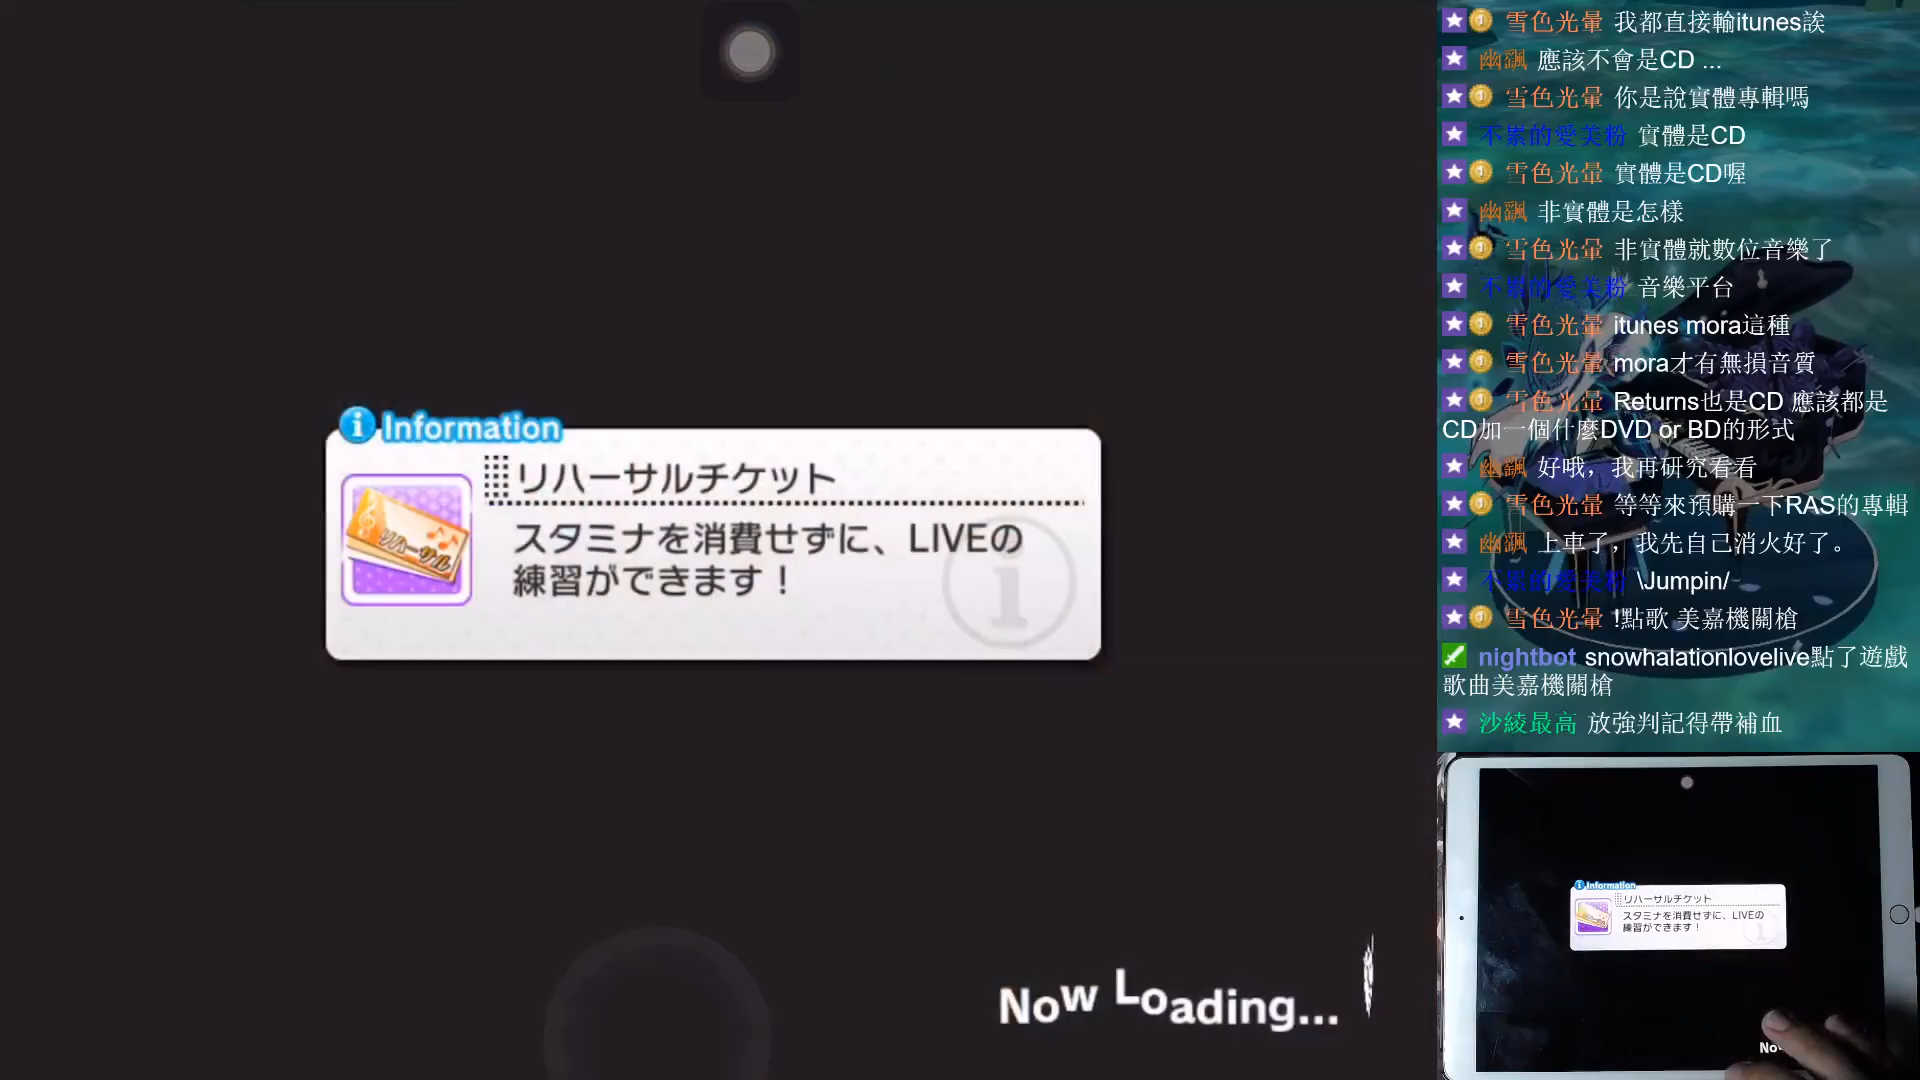 Information
リハーサルチケット
リハーサル
スタミナを消費せずに、LIVEの
練習ができます！
Now Loading...
雪色光暈 我都直接輸itunes誒
幽飄 應該不會是CD ...
雪色光暈 你是說實體專輯嗎
不累的愛美粉 實體是CD
雪色光暈 實體是CD喔
幽飄 非實體是怎樣
雪色光暈 非實體就數位音樂了
不累的愛美粉 音樂平台
雪色光暈 itunes mora這種
雪色光暈 mora才有無損音質
雪色光暈 Returns也是CD 應該都是
CD加一個什麼DVD or BD的形式
幽飄 好哦，我再研究看看
雪色光暈 等等來預購一下RAS的專輯
幽飄 上車了，我先自己消火好了。
不累的愛美粉 \Jumpin/
雪色光暈 !點歌 美嘉機關槍
nightbot snowhalationlovelive點了遊戲
歌曲美嘉機關槍
沙綾最高 放強判記得帶補血
Information
リハーサルチケット
スタミナを消費せずに、LIVEの
練習ができます！
No